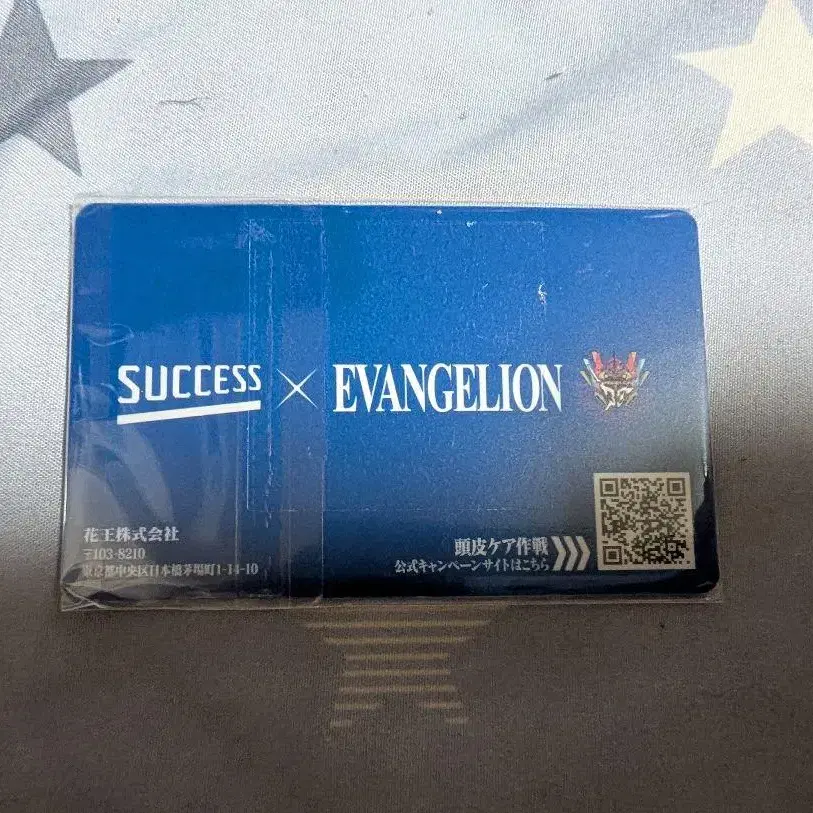 SUCCESS × EVANGELION
花王株式会社
〒103-8210
東京都中央区日本橋茅場町1-14-10
頭皮ケア作戦
公式キャンペーンサイトはこちら